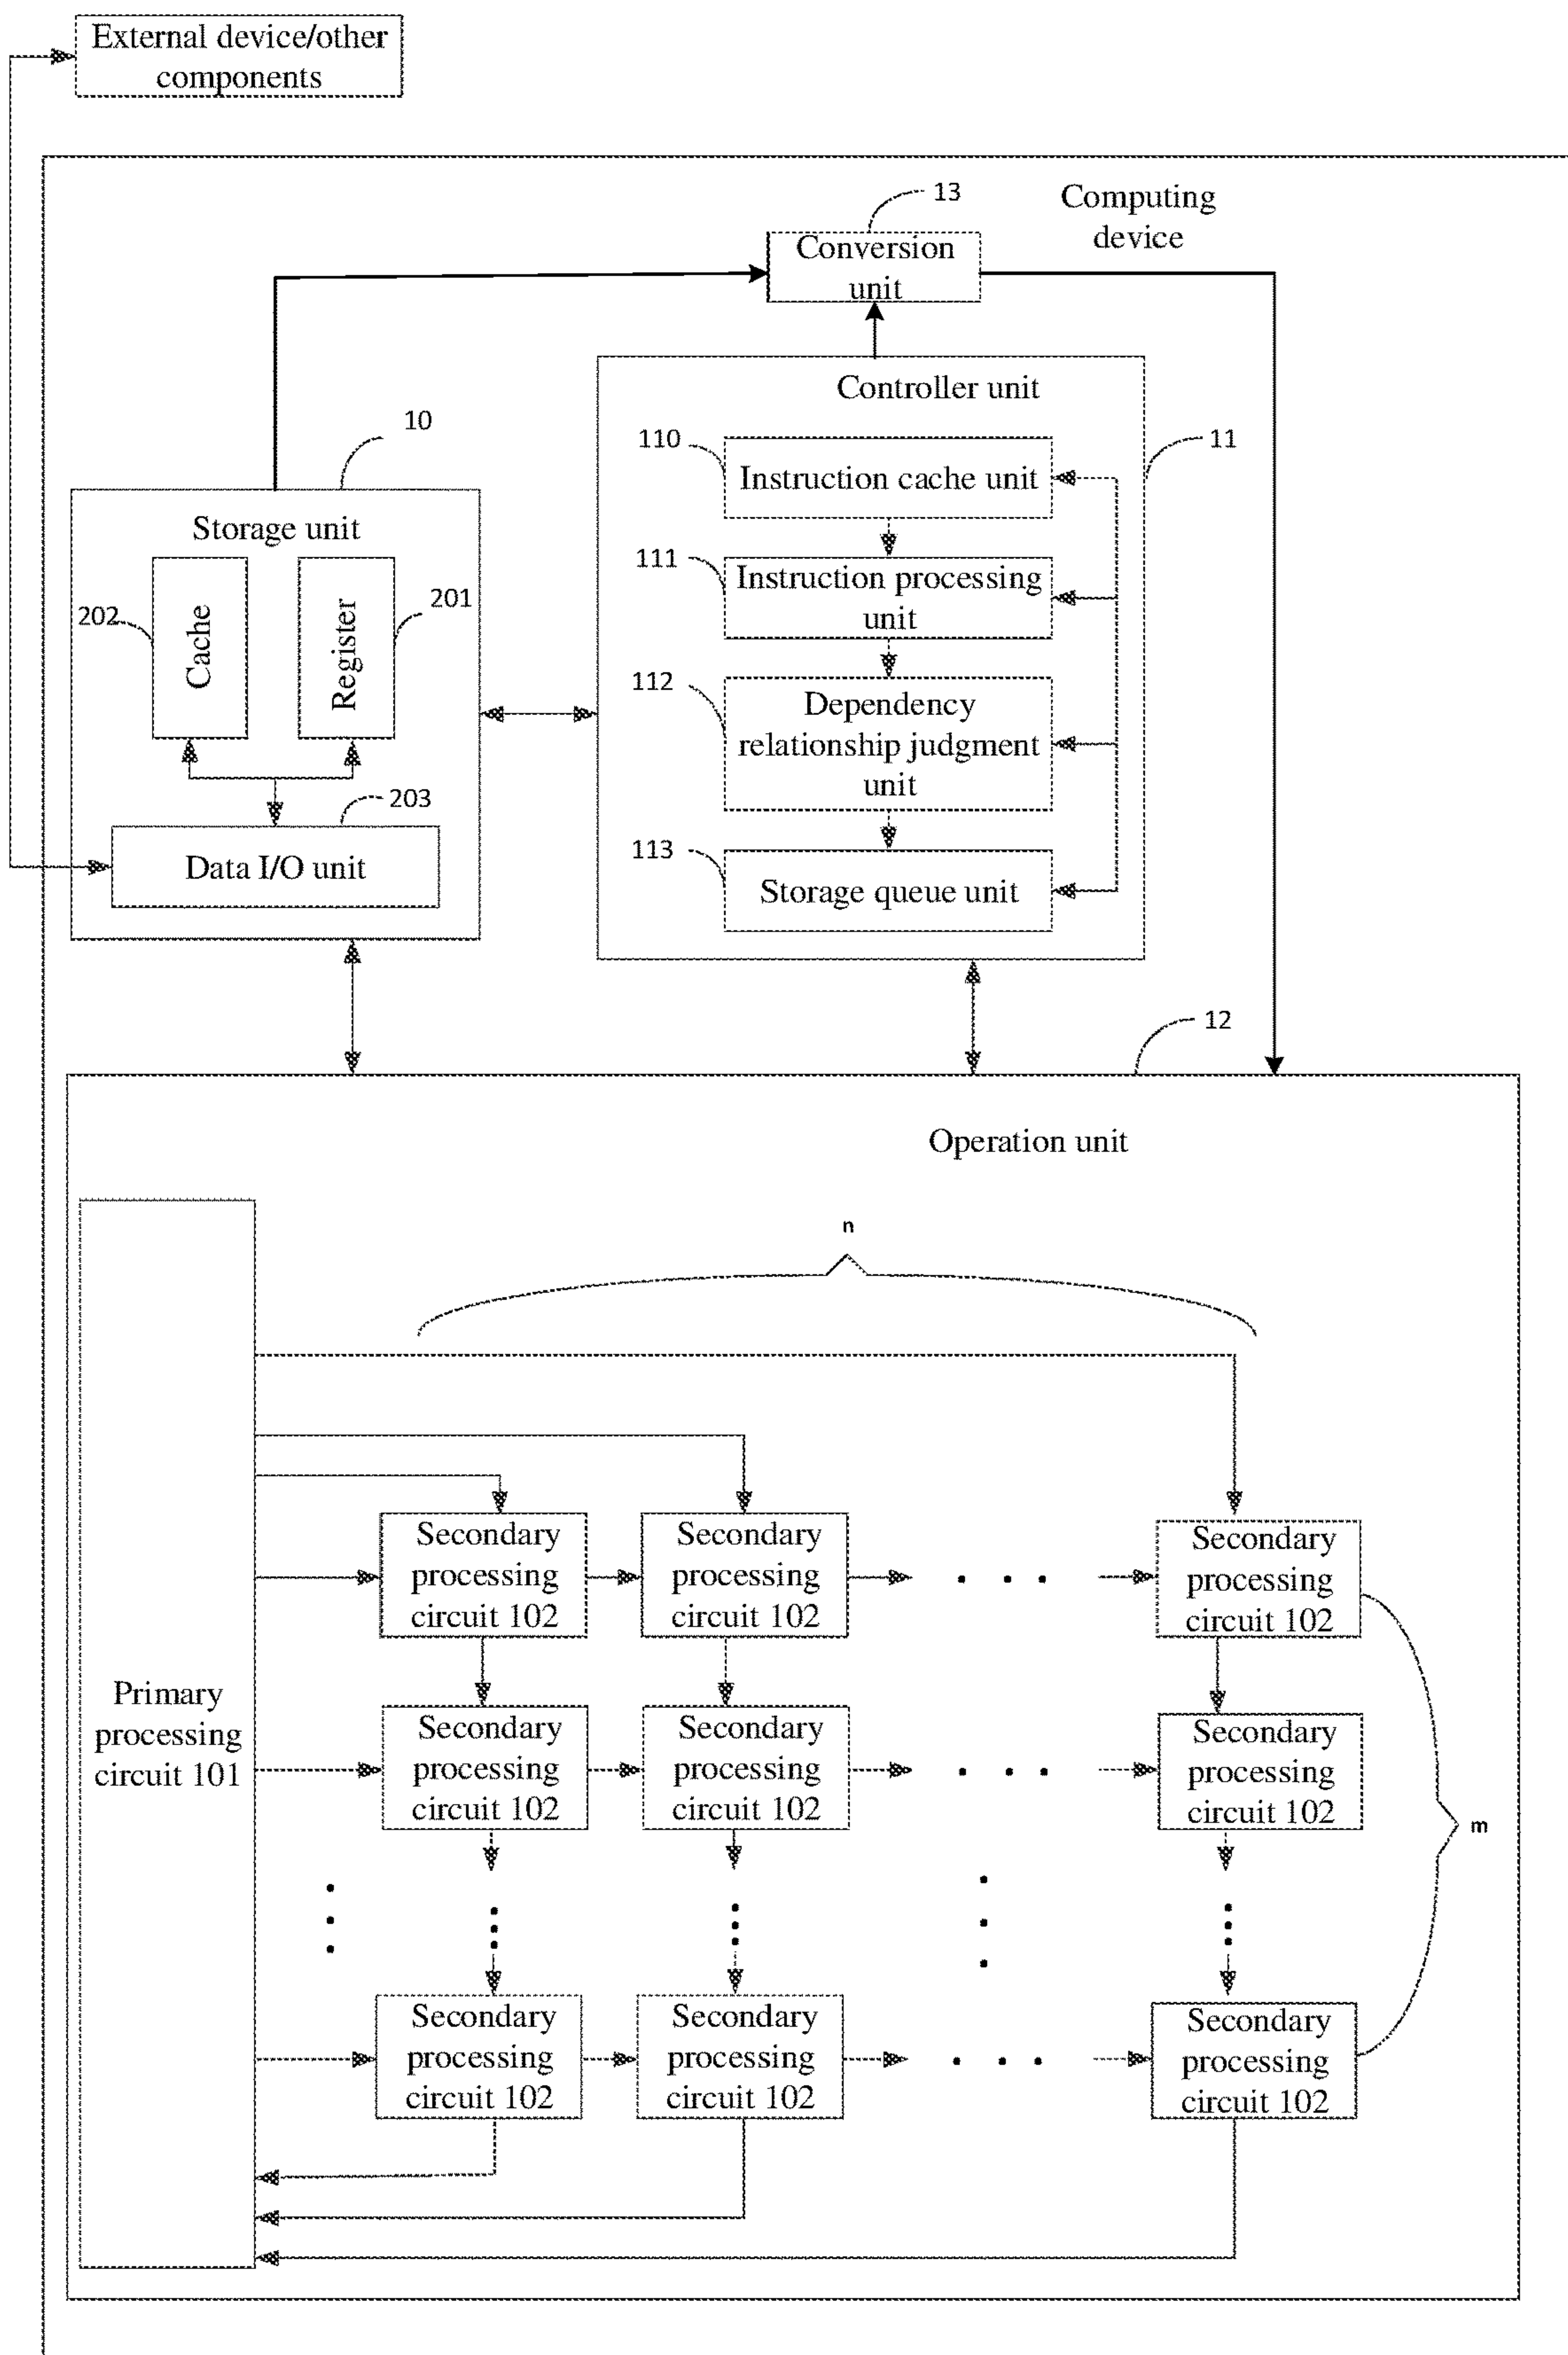 External device/other
components
13
Computing
device
Conversion
unit
Controller unit
10
110
11
Instruction cache unit
Storage unit
111
Instruction processing
unit
202
Cache
Register
201
112
Dependency
relationship judgment
unit
203
Data I/O unit
113
Storage queue unit
12
Operation unit
n
Secondary
processing
circuit 102
Secondary
processing
circuit 102
. . .
Secondary
processing
circuit 102
Primary
processing
circuit 101
Secondary
processing
circuit 102
Secondary
processing
circuit 102
. . .
Secondary
processing
circuit 102
m
Secondary
processing
circuit 102
Secondary
processing
circuit 102
. . .
Secondary
processing
circuit 102